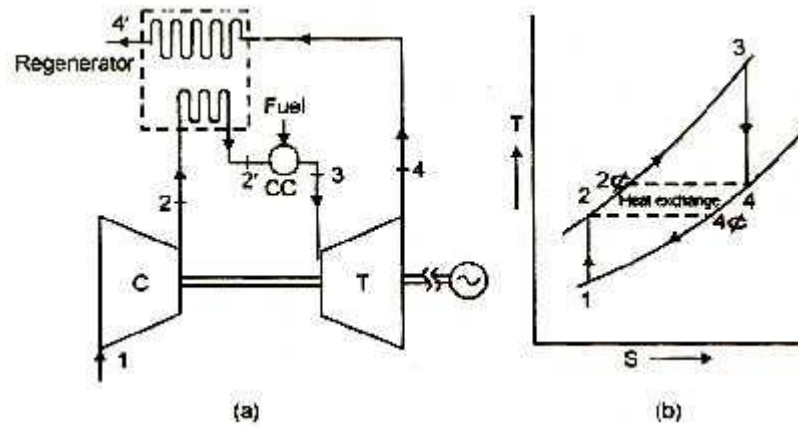 4'
Regenerator
Fuel
2'
CC
3
4
2
C
T
1
(a)
T
3
2
2¢
Heat exchange
4
4¢
1
S
(b)